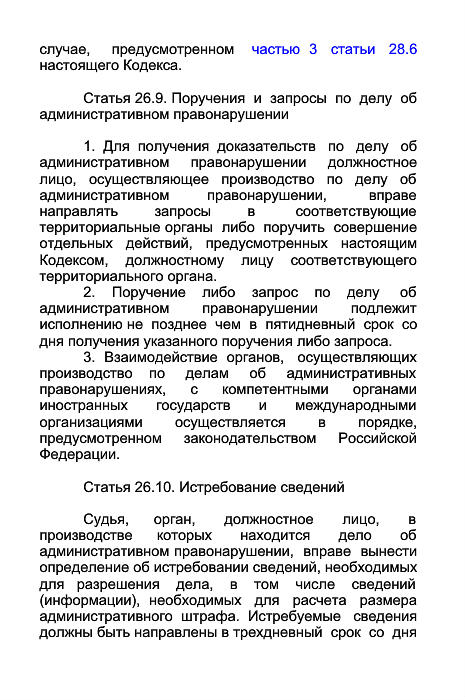 случае, предусмотренном частью 3 статьи 28.6
настоящего Кодекса.
Статья 26.9. Поручения и запросы по делу об
административном правонарушении
1. Для получения доказательств по делу об
административном правонарушении должностное
лицо, осуществляющее производство по делу об
административном правонарушении, вправе
направлять запросы в соответствующие
территориальные органы либо поручить совершение
отдельных действий, предусмотренных настоящим
Кодексом, должностному лицу соответствующего
территориального органа.
2. Поручение либо запрос по делу об
административном правонарушении подлежит
исполнению не позднее чем в пятидневный срок со
дня получения указанного поручения либо запроса.
3. Взаимодействие органов, осуществляющих
производство по делам об административных
правонарушениях, с компетентными органами
иностранных государств и международными
организациями осуществляется в порядке,
предусмотренном законодательством Российской
Федерации.
Статья 26.10. Истребование сведений
Судья, орган, должностное лицо, в
производстве которых находится дело об
административном правонарушении, вправе вынести
определение об истребовании сведений, необходимых
для разрешения дела, в том числе сведений
(информации), необходимых для расчета размера
административного штрафа. Истребуемые сведения
должны быть направлены в трехдневный срок со дня